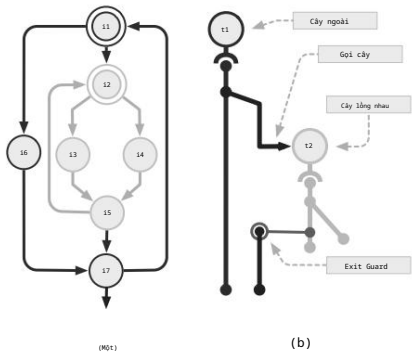 i1
t1
Cây ngoài
Gọi cây
i2
Cây lồng nhau
i6
i3
i4
t2
i5
i7
Exit Guard
(Một)
(b)